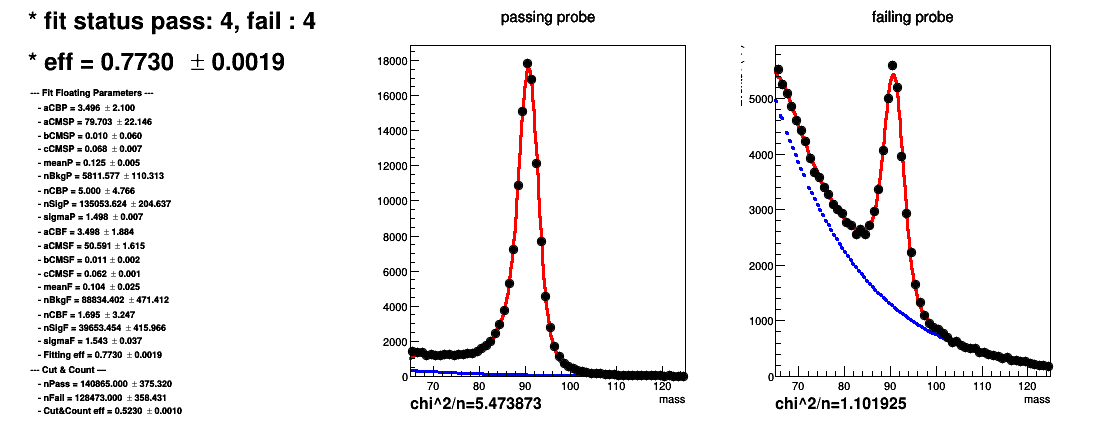 * fit status pass: 4, fail : 4
* eff = 0.7730 ± 0.0019
--- Fit Floating Parameters ---
- aCBP = 3.496 ± 2.100
- aCMSP = 79.703 ± 22.146
- bCMSP = 0.010 ± 0.060
- cCMSP = 0.068 ± 0.007
- meanP = 0.125 ± 0.005
- nBkgP = 5811.577 ± 110.313
- nCBP = 5.000 ± 4.766
- nSigP = 135053.624 ± 204.637
- sigmaP = 1.498 ± 0.007
- aCBF = 3.498 ± 1.884
- aCMSF = 50.591 ± 1.615
- bCMSF = 0.011 ± 0.002
- cCMSF = 0.062 ± 0.001
- meanF = 0.104 ± 0.025
- nBkgF = 88834.402 ± 471.412
- nCBF = 1.695 ± 3.247
- nSigF = 39653.454 ± 415.966
- sigmaF = 1.543 ± 0.037
- Fitting eff = 0.7730 ± 0.0019
--- Cut & Count ---
- nPass = 140865.000 ± 375.320
- nFail = 128473.000 ± 358.431
- Cut&Count eff = 0.5230 ± 0.0010
passing probe
18000
16000
14000
12000
10000
8000
6000
4000
2000
0
70 80 90 100 110 120
mass
chi^2/n=5.473873
failing probe
5000
4000
3000
2000
1000
0
70 80 90 100 110 120
mass
chi^2/n=1.101925